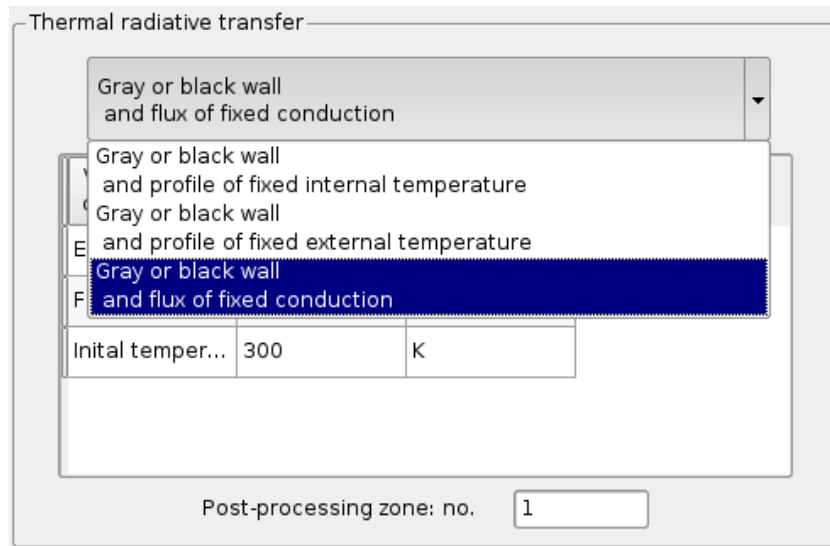 Thermal radiative transfer
Gray or black wall
and flux of fixed conduction
Gray or black wall
and profile of fixed internal temperature
Gray or black wall
and profile of fixed external temperature
Gray or black wall
and flux of fixed conduction
E
F
Inital temper... 300 K
Post-processing zone: no. 1